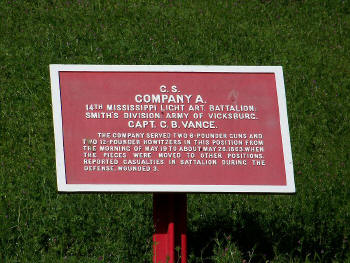 C. S.
COMPANY A.
14TH MISSISSIPPI LIGHT ART. BATTALION.
SMITH'S DIVISION, ARMY OF VICKSBURG.
CAPT. C. B. VANCE.
THE COMPANY SERVED TWO 6-POUNDER GUNS AND
TWO 12-POUNDER HOWITZERS IN THIS POSITION FROM
THE MORNING OF MAY 19 TO ABOUT MAY 28, 1863, WHEN
THE PIECES WERE MOVED TO OTHER POSITIONS.
REPORTED CASUALTIES IN BATTALION DURING THE
DEFENSE: WOUNDED 3.